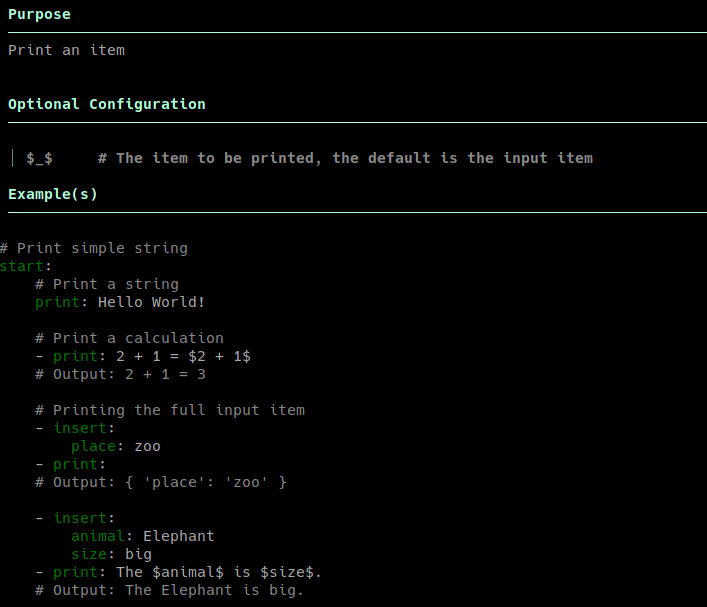 Purpose
Print an item
Optional Configuration
$_$     # The item to be printed, the default is the input item
Example(s)
# Print simple string
start:
    # Print a string
    print: Hello World!
    # Print a calculation
    - print: 2 + 1 = $2 + 1$
    # Output: 2 + 1 = 3
    # Printing the full input item
    - insert:
        place: zoo
    - print:
    # Output: { 'place': 'zoo' }
    - insert:
        animal: Elephant
        size: big
    - print: The $animal$ is $size$.
    # Output: The Elephant is big.